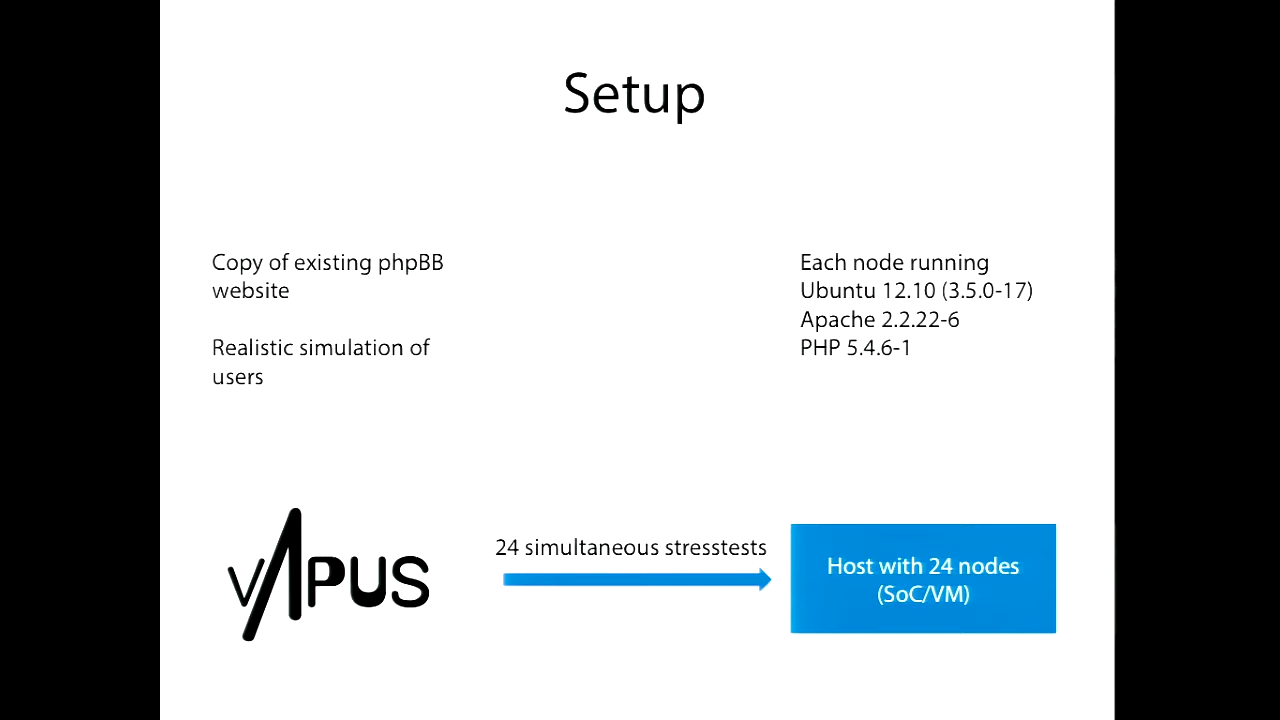 Setup
Copy of existing phpBB
website
Realistic simulation of
users
Each node running
Ubuntu 12.10 (3.5.0-17)
Apache 2.2.22-6
PHP 5.4.6-1
vApus
24 simultaneous stresstests
Host with 24 nodes
(SoC/VM)